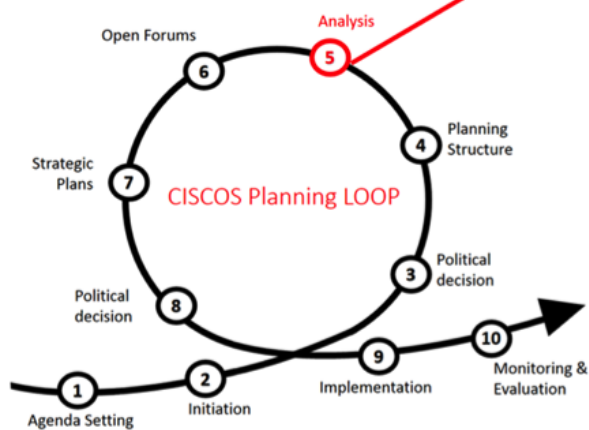 Analysis
5
Open Forums
6
4
Planning
Structure
Strategic
Plans
7
CISCOS Planning LOOP
3
Political
decision
Political
decision
8
10
Monitoring &
Evaluation
9
Implementation
2
Initiation
1
Agenda Setting